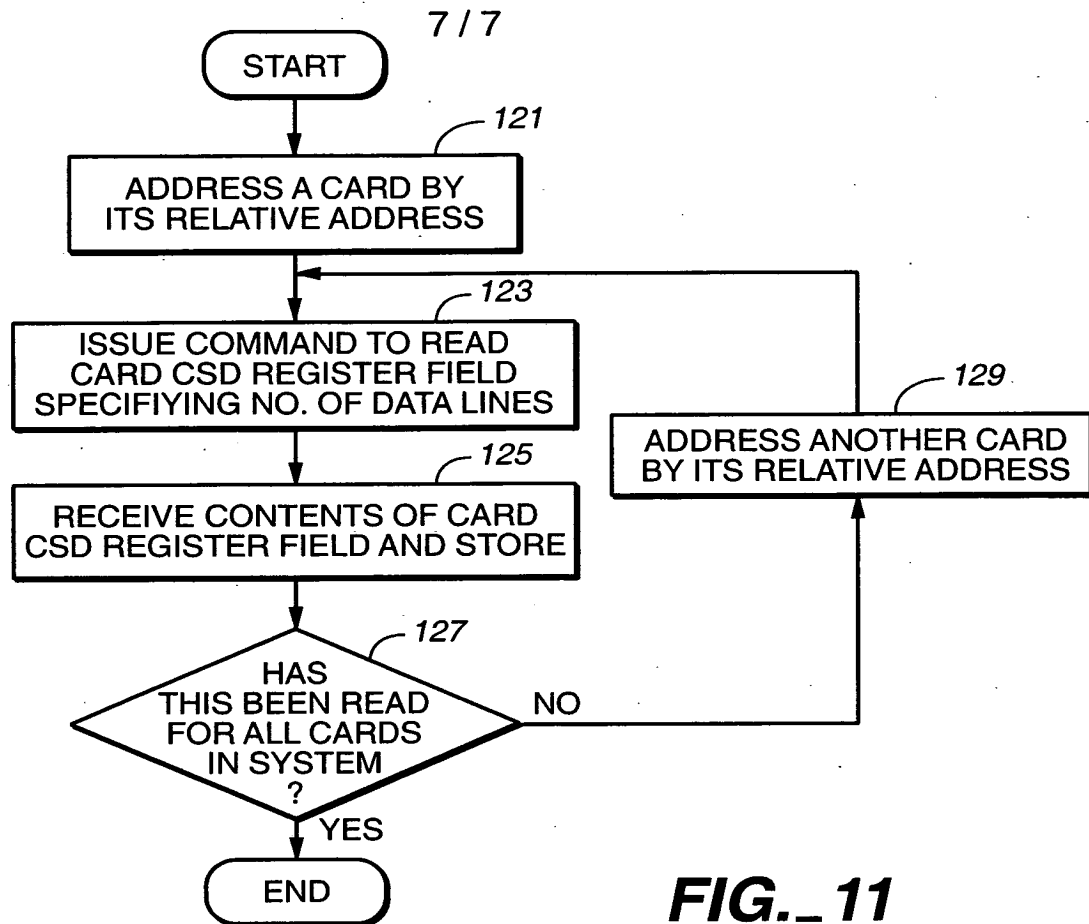 7 / 7
START
121
ADDRESS A CARD BY
ITS RELATIVE ADDRESS
123
ISSUE COMMAND TO READ
CARD CSD REGISTER FIELD
SPECIFIYING NO. OF DATA LINES
129
ADDRESS ANOTHER CARD
BY ITS RELATIVE ADDRESS
125
RECEIVE CONTENTS OF CARD
CSD REGISTER FIELD AND STORE
127
HAS
THIS BEEN READ
FOR ALL CARDS
IN SYSTEM
?
NO
YES
END
FIG._11